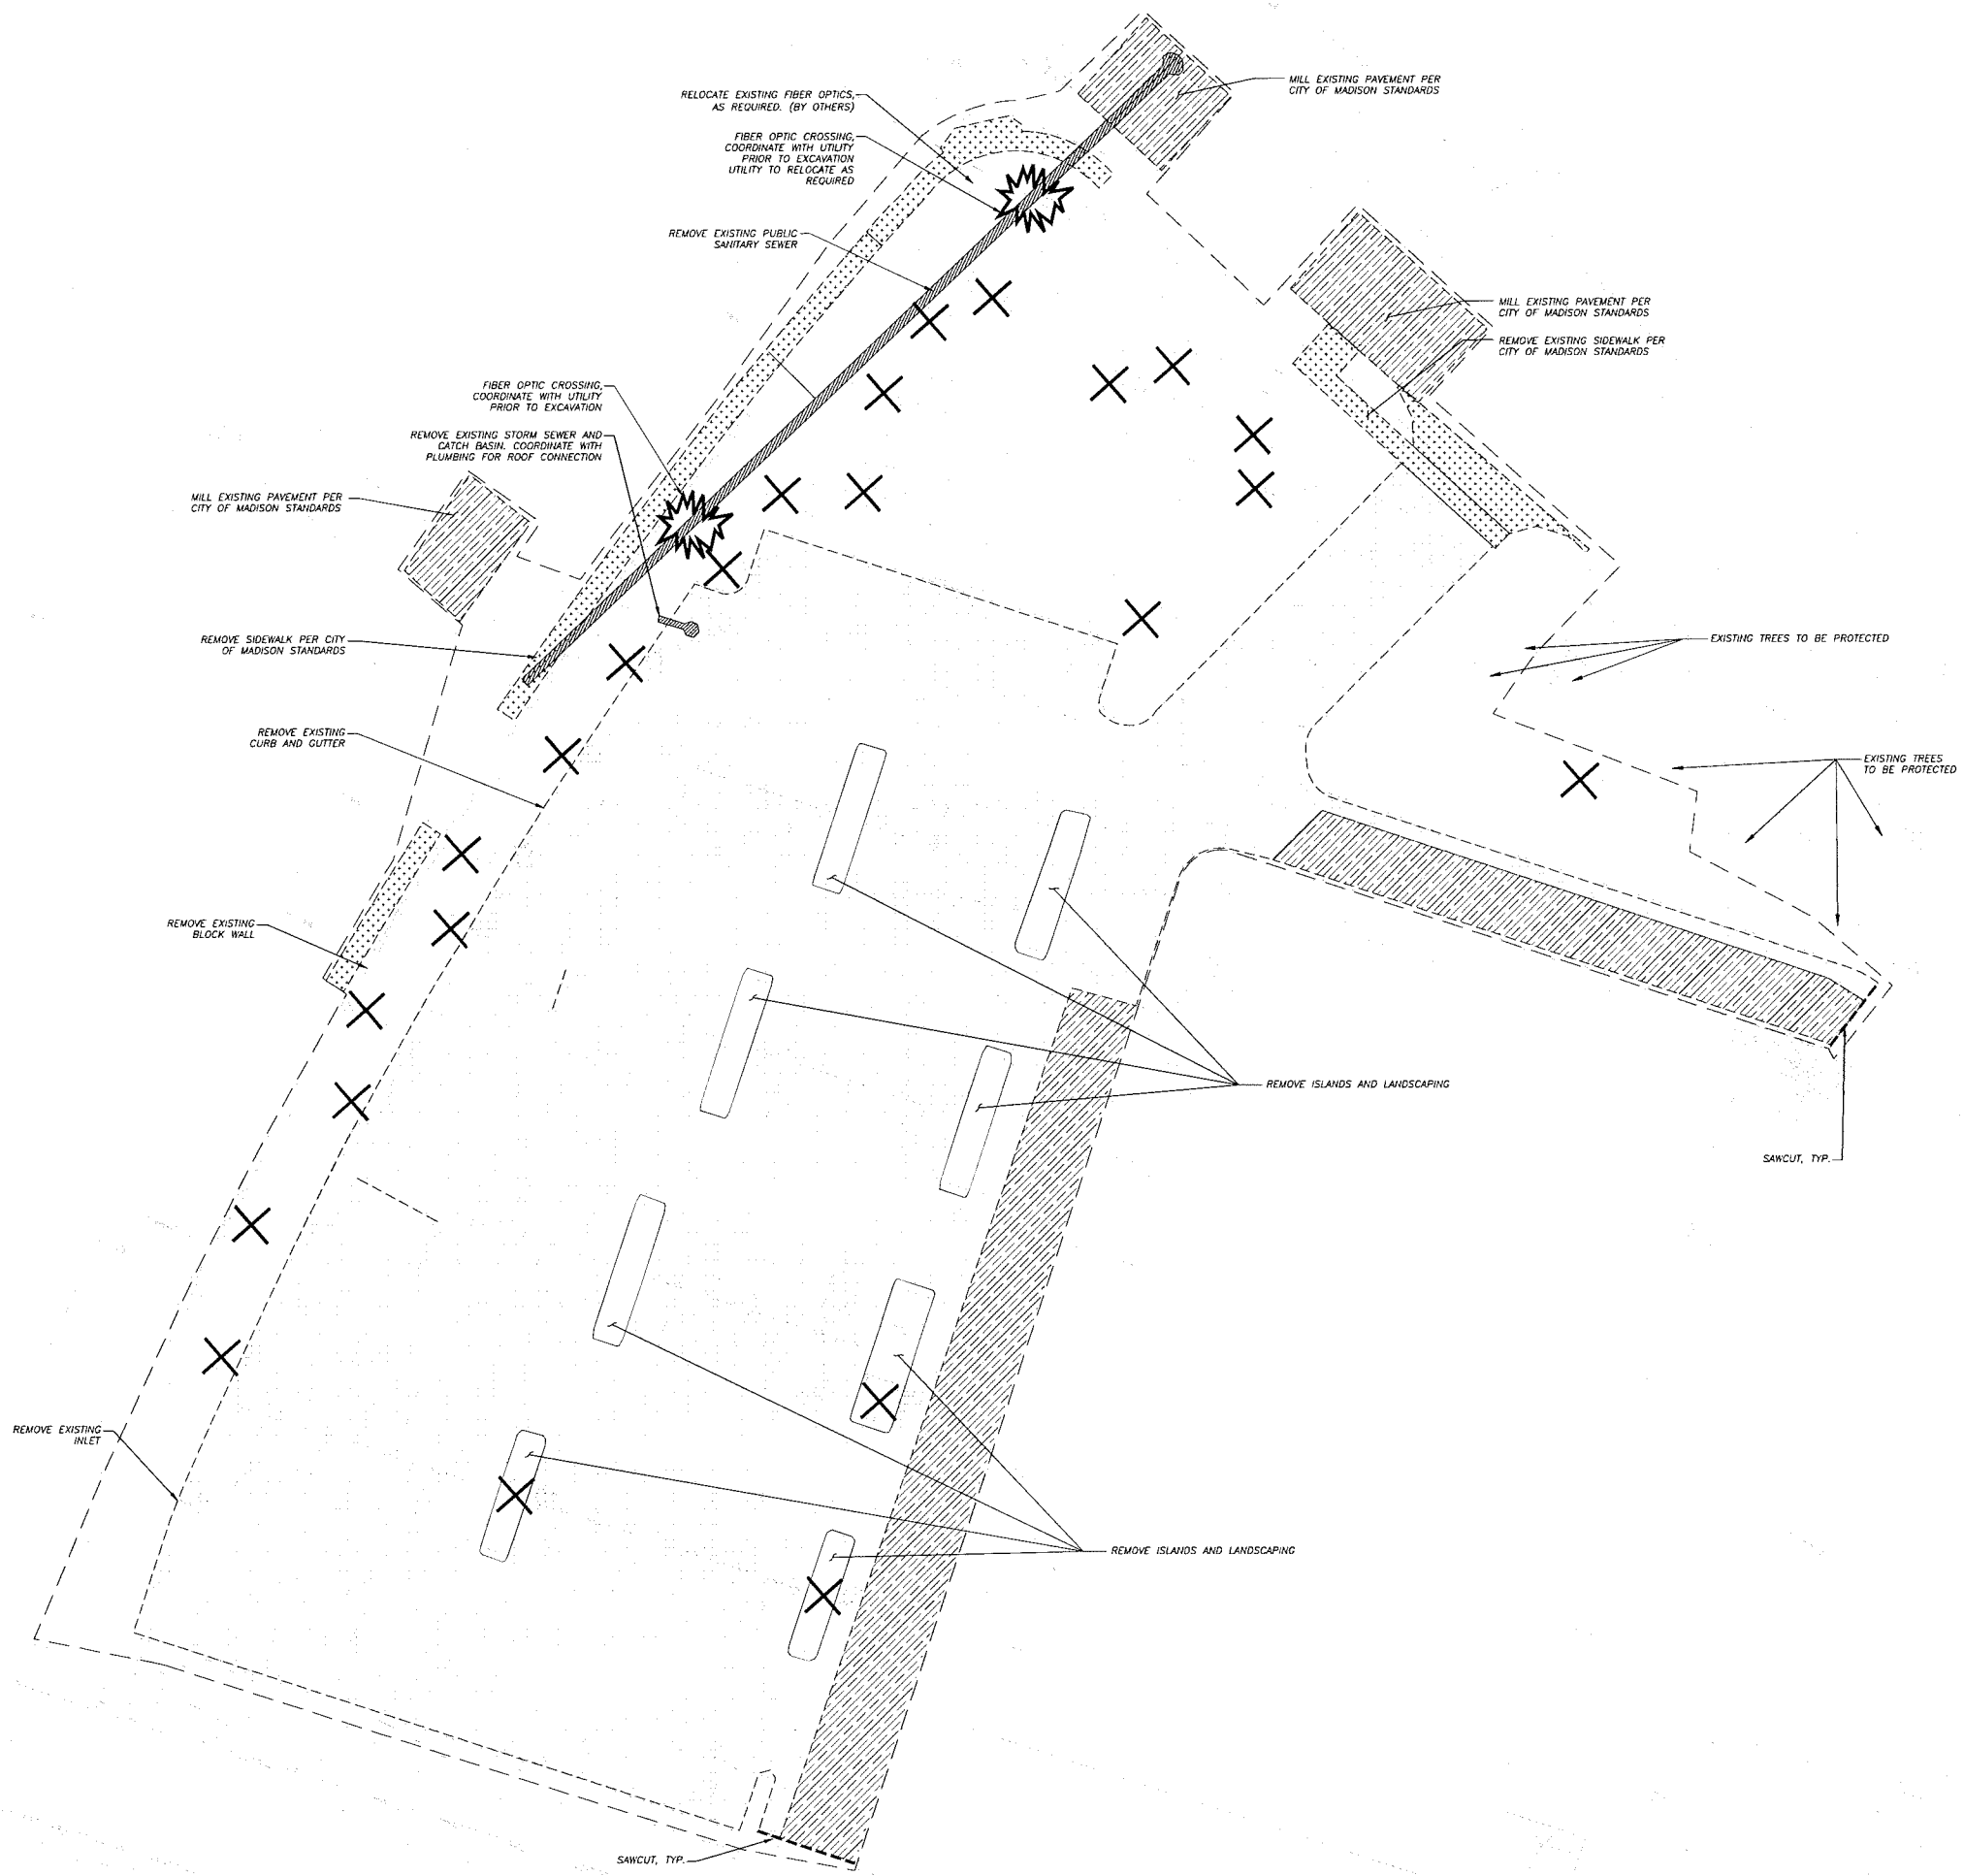 MILL EXISTING PAVEMENT PER
CITY OF MADISON STANDARDS
RELOCATE EXISTING FIBER OPTICS,
AS REQUIRED. (BY OTHERS)
FIBER OPTIC CROSSING,
COORDINATE WITH UTILITY
PRIOR TO EXCAVATION
UTILITY TO RELOCATE AS
REQUIRED
REMOVE EXISTING PUBLIC
SANITARY SEWER
MILL EXISTING PAVEMENT PER
CITY OF MADISON STANDARDS
REMOVE EXISTING SIDEWALK PER
CITY OF MADISON STANDARDS
FIBER OPTIC CROSSING,
COORDINATE WITH UTILITY
PRIOR TO EXCAVATION
REMOVE EXISTING STORM SEWER AND
CATCH BASIN. COORDINATE WITH
PLUMBING FOR ROOF CONNECTION
MILL EXISTING PAVEMENT PER
CITY OF MADISON STANDARDS
REMOVE SIDEWALK PER CITY
OF MADISON STANDARDS
EXISTING TREES TO BE PROTECTED
REMOVE EXISTING
CURB AND GUTTER
EXISTING TREES
TO BE PROTECTED
REMOVE EXISTING
BLOCK WALL
REMOVE ISLANDS AND LANDSCAPING
SAWCUT, TYP.
REMOVE EXISTING
INLET
REMOVE ISLANDS AND LANDSCAPING
SAWCUT, TYP.